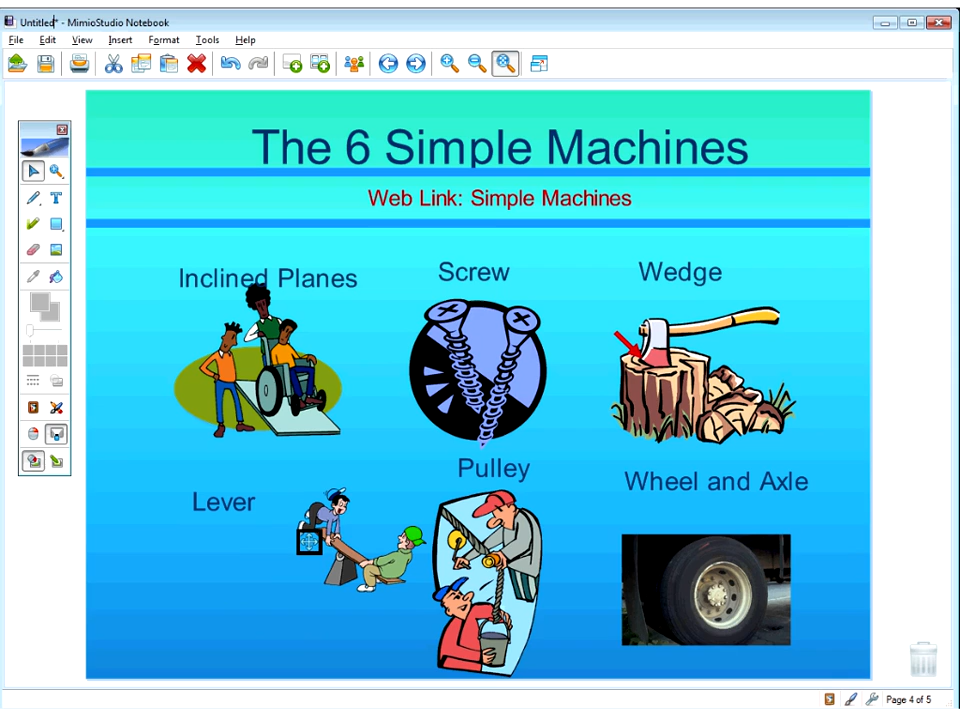 Untitled* - MimioStudio Notebook
File Edit View Insert Format Tools Help
The 6 Simple Machines
Web Link: Simple Machines
Inclined Planes
Screw
Wedge
Lever
Pulley
Wheel and Axle
Page 4 of 5